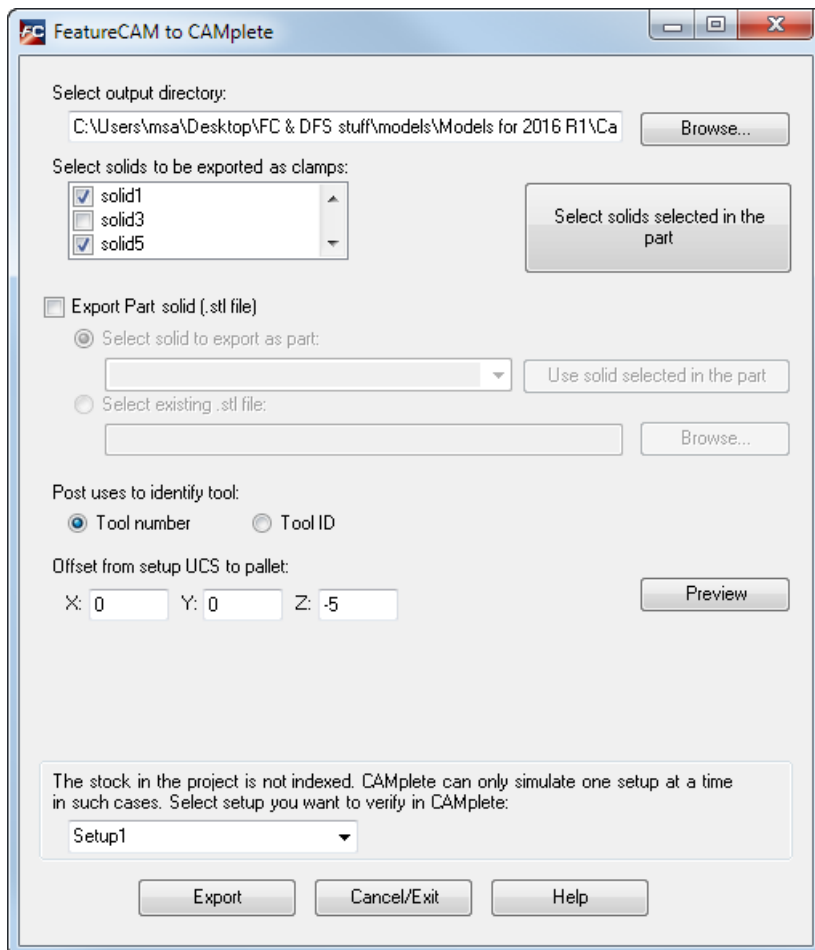 FC FeatureCAM to CAMplete
Select output directory:
C:\Users\msa\Desktop\FC & DFS stuff\models\Models for 2016 R1\Ca
Browse...
Select solids to be exported as clamps:
solid1
solid3
solid5
Select solids selected in the
part
Export Part solid (.stl file)
Select solid to export as part:
Use solid selected in the part
Select existing .stl file:
Browse...
Post uses to identify tool:
Tool number Tool ID
Offset from setup UCS to pallet:
X: 0 Y: 0 Z: -5
Preview
The stock in the project is not indexed. CAMplete can only simulate one setup at a time
in such cases. Select setup you want to verify in CAMplete:
Setup1
Export Cancel/Exit Help